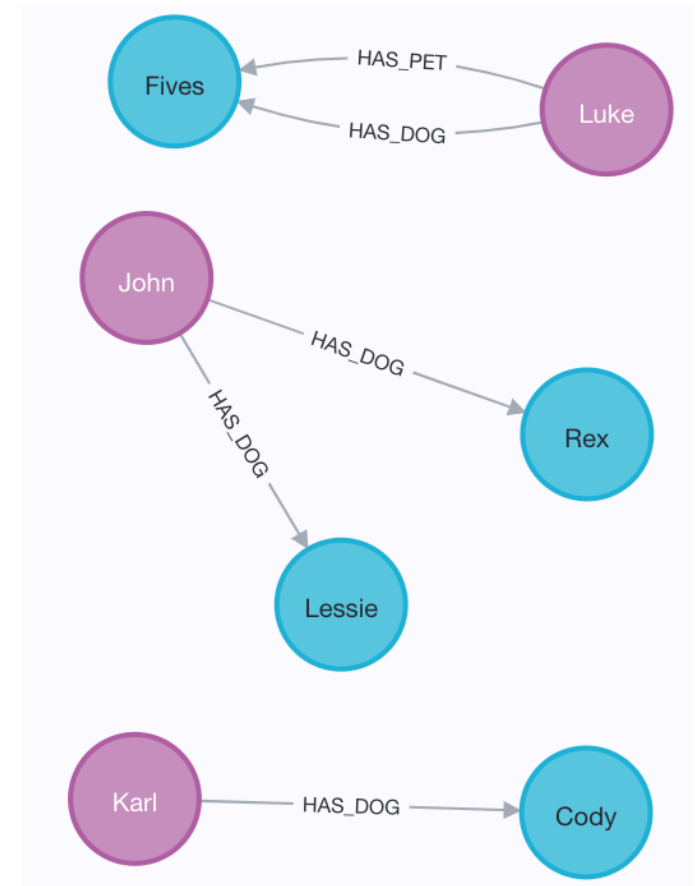 HAS_PET
Fives
Luke
HAS_DOG
John
HAS_DOG
HAS_DOG
Rex
Lessie
Karl
HAS_DOG
Cody